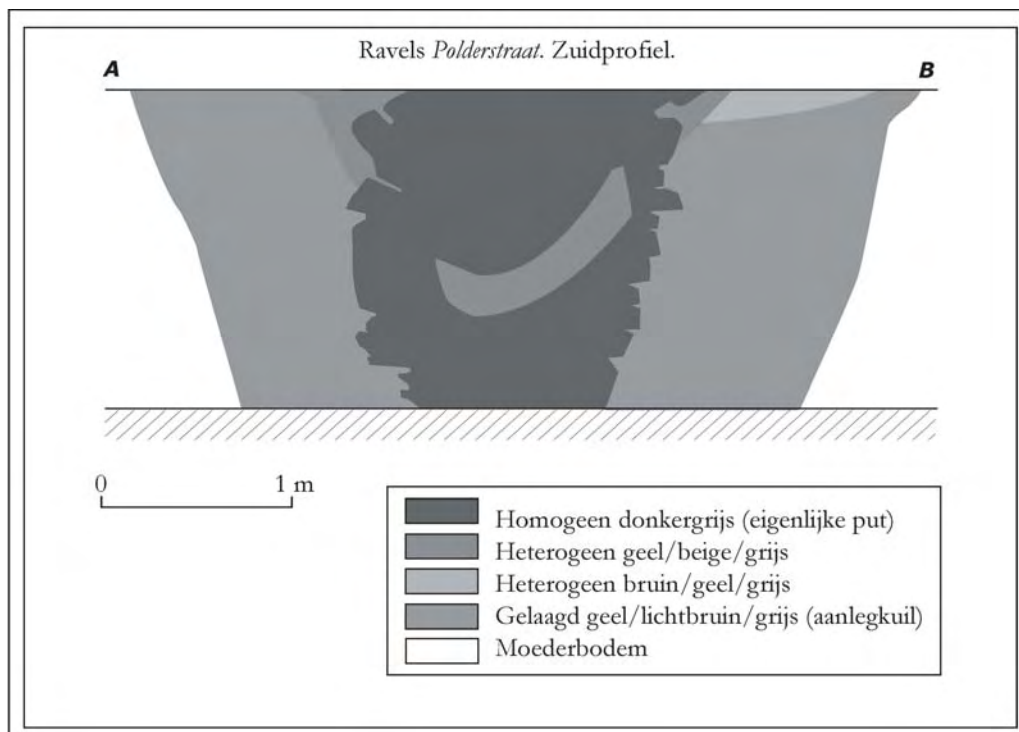 Ravels Polderstraat. Zuidprofiel.
A
B
0
1 m
Homogeen donkergrijs (eigenlijke put)
Heterogeen geel/beige/grijs
Heterogeen bruin/geel/grijs
Gelaagd geel/lichtbruin/grijs (aanlegkuil)
Moederbodem